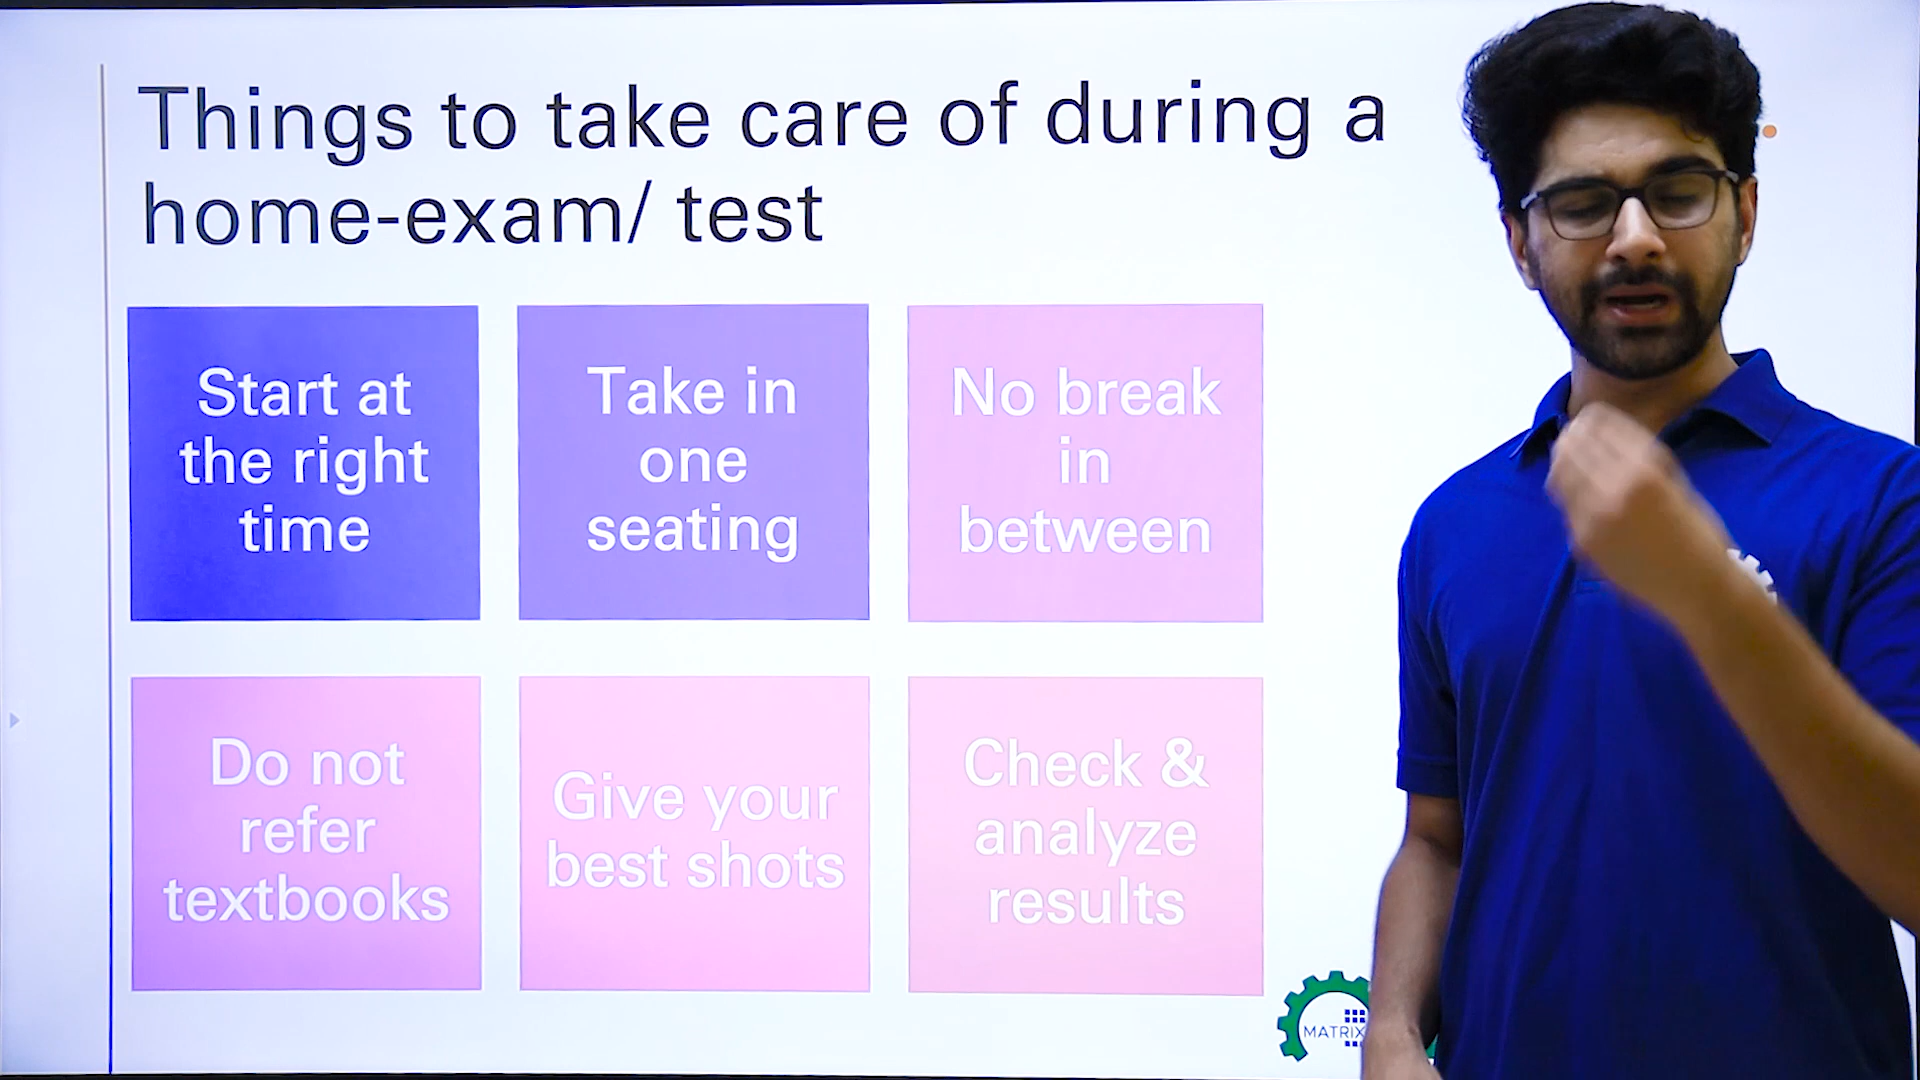 Things to take care of during a
home-exam/ test
Start at
the right
time
Take in
one
seating
No break
in
between
Do not
refer
textbooks
Give your
best shots
Check &
analyze
results
MATRIX